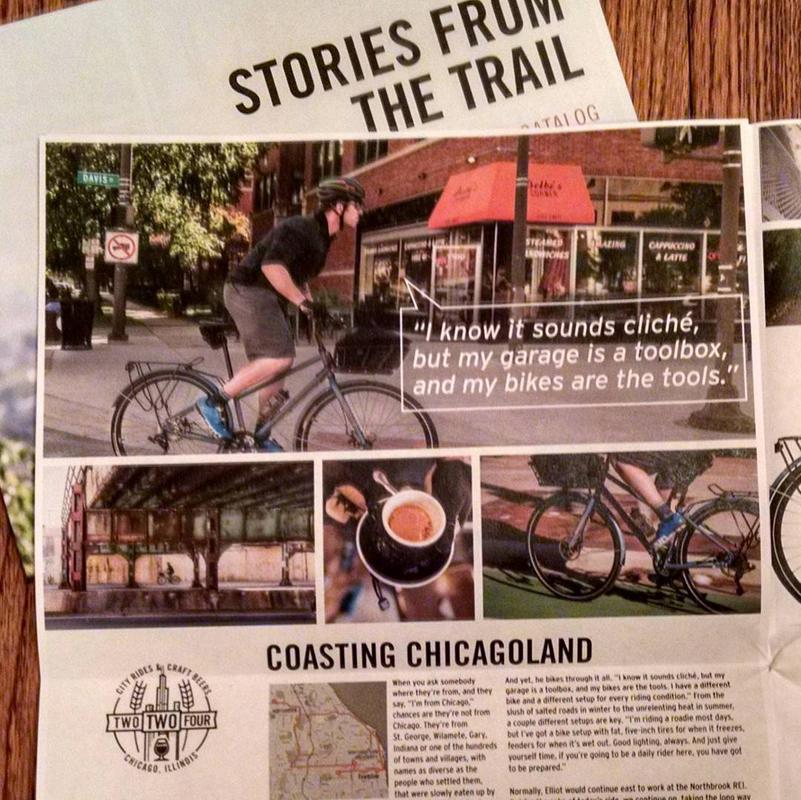 STORIES FROM
THE TRAIL
CATALOG
DAVIS
STEAMED
SANDWICHES
CAPPUCCINO
& LATTE
"I know it sounds cliché,
but my garage is a toolbox,
and my bikes are the tools."
COASTING CHICAGOLAND
CITY RIDES & CRAFT BEERS
TWO TWO FOUR
CHICAGO, ILLINOIS
When you ask somebody
where they're from, and they
say, "I'm from Chicago,"
chances are they're not from
Chicago. They're from
St. George, Wilamete, Gary,
Indiana or one of the hundreds
of towns and villages, with
names as diverse as the
people who settled them,
that were slowly eaten up by
And yet, he bikes through it all. "I know it sounds cliché, but my
garage is a toolbox, and my bikes are the tools. I have a different
bike and a different setup for every riding condition." From the
slush of salted roads in winter to the unrelenting heat in summer,
a couple different setups are key. "I'm riding a roadie most days,
but I've got a bike setup with fat, five-inch tires for when it freezes,
fenders for when it's wet out. Good lighting, always. And just give
yourself time, if you're going to be a daily rider here, you have got
to be prepared."
Normally, Elliot would continue east to work at the Northbrook REI.